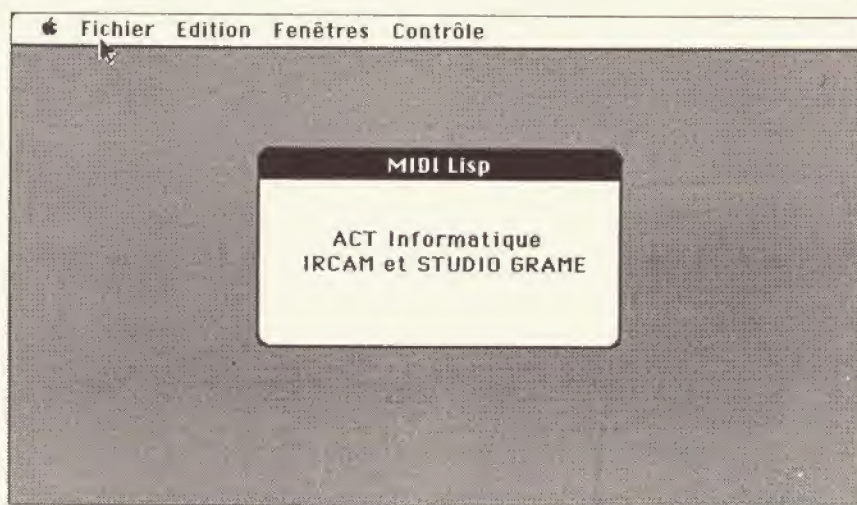 Fichier Edition Fenêtres Contrôle
MIDI Lisp
ACT Informatique
IRCAM et STUDIO GRAME